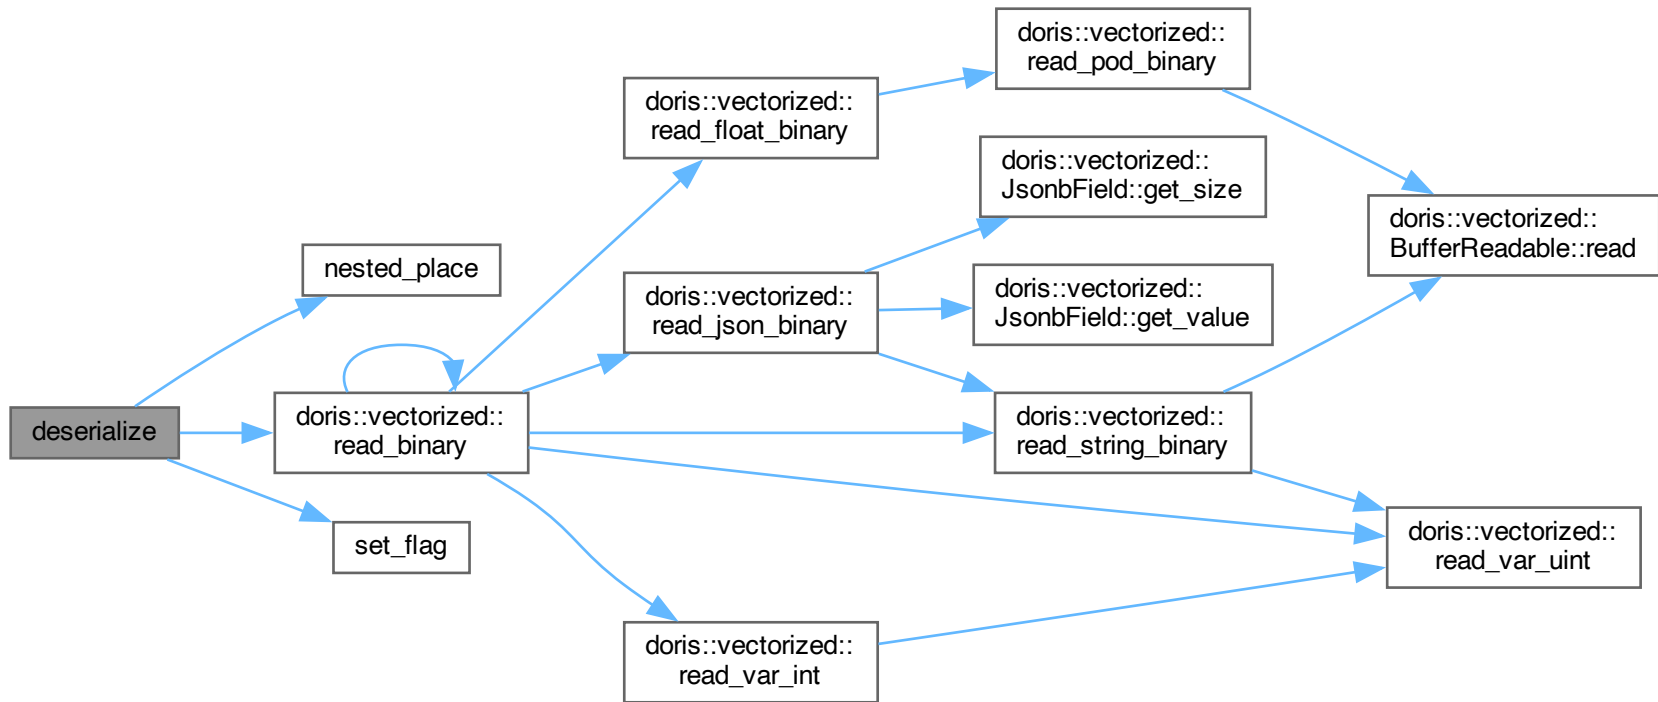 deserialize
nested_place
doris::vectorized::
read_binary
set_flag
doris::vectorized::
read_float_binary
doris::vectorized::
read_json_binary
doris::vectorized::
read_var_int
doris::vectorized::
read_pod_binary
doris::vectorized::
JsonbField::get_size
doris::vectorized::
JsonbField::get_value
doris::vectorized::
read_string_binary
doris::vectorized::
BufferReadable::read
doris::vectorized::
read_var_uint